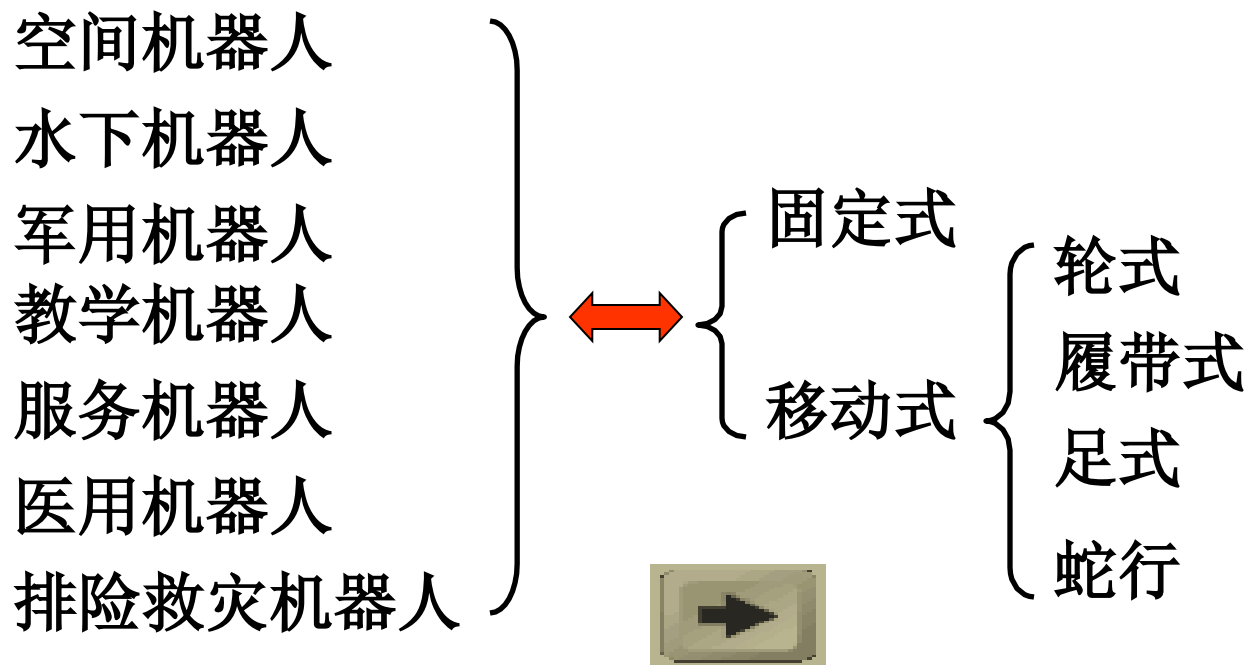 空间机器人
水下机器人
军用机器人
教学机器人
服务机器人
医用机器人
排险救灾机器人
固定式
移动式
轮式
履带式
足式
蛇行